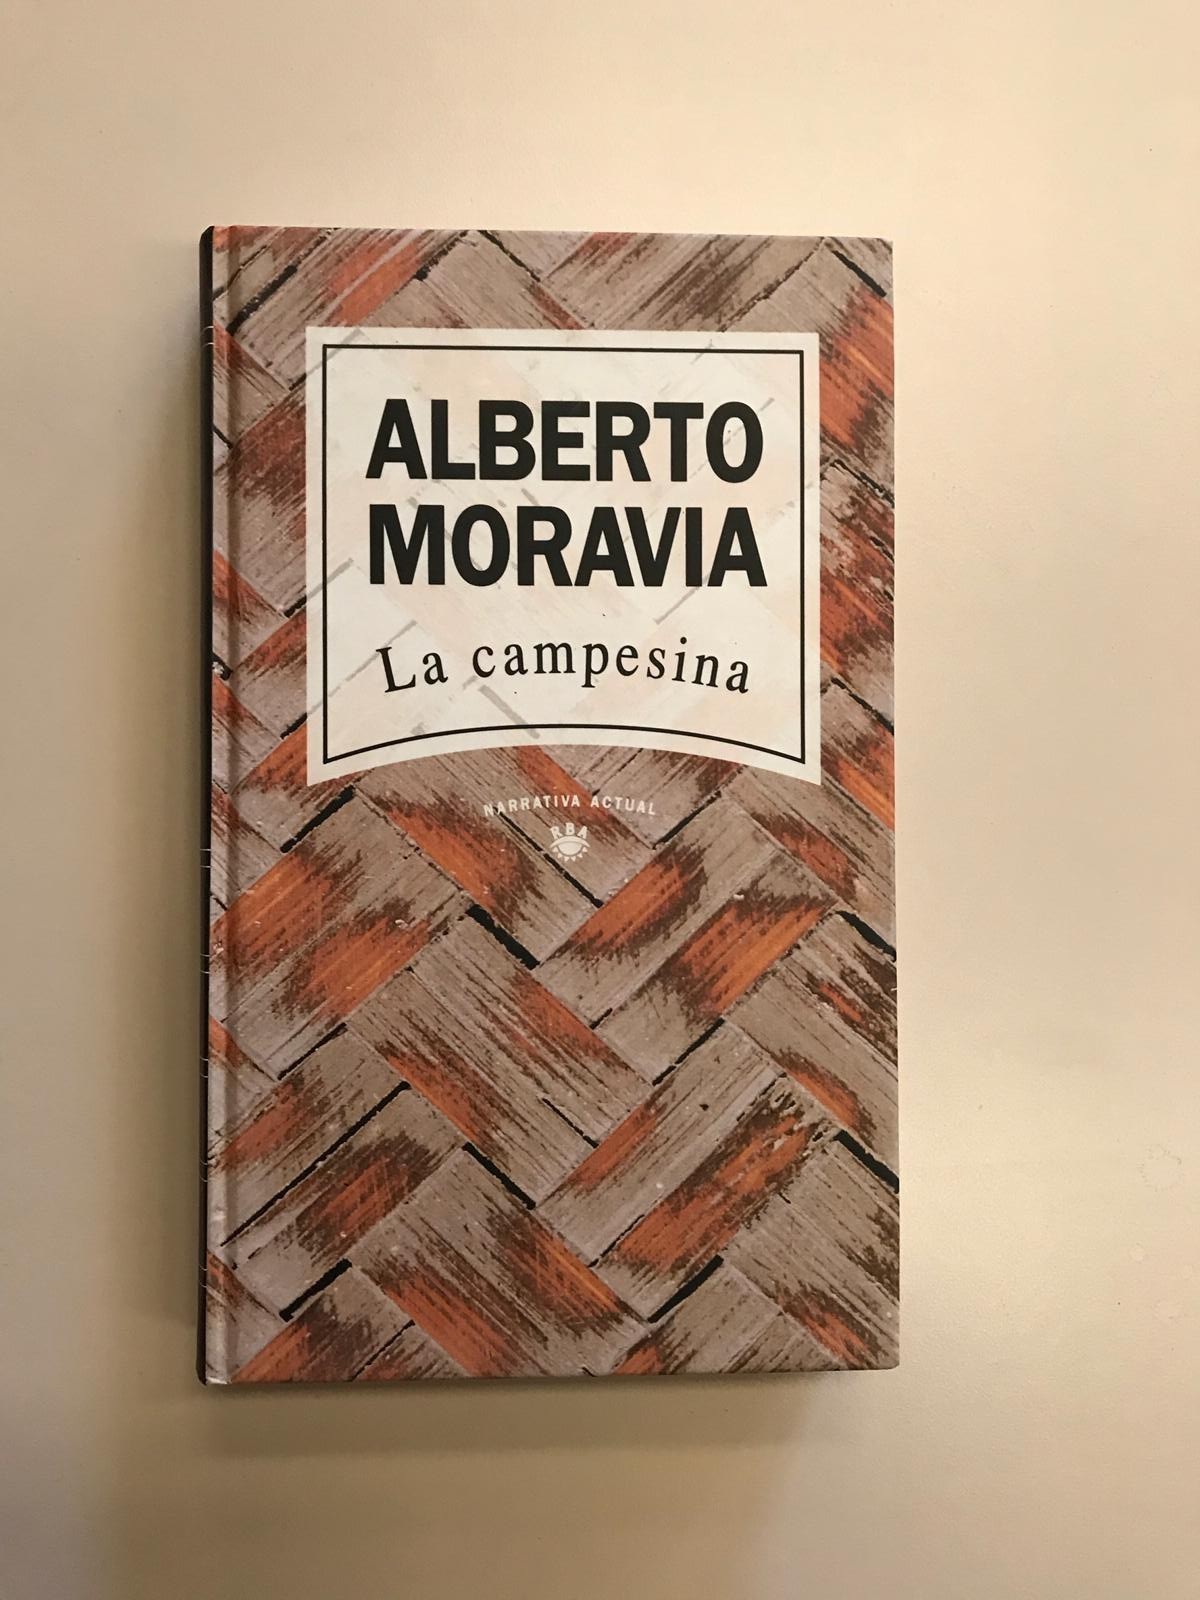 ALBERTO
MORAVIA
La campesina
NARRATIVA ACTUAL
RBA